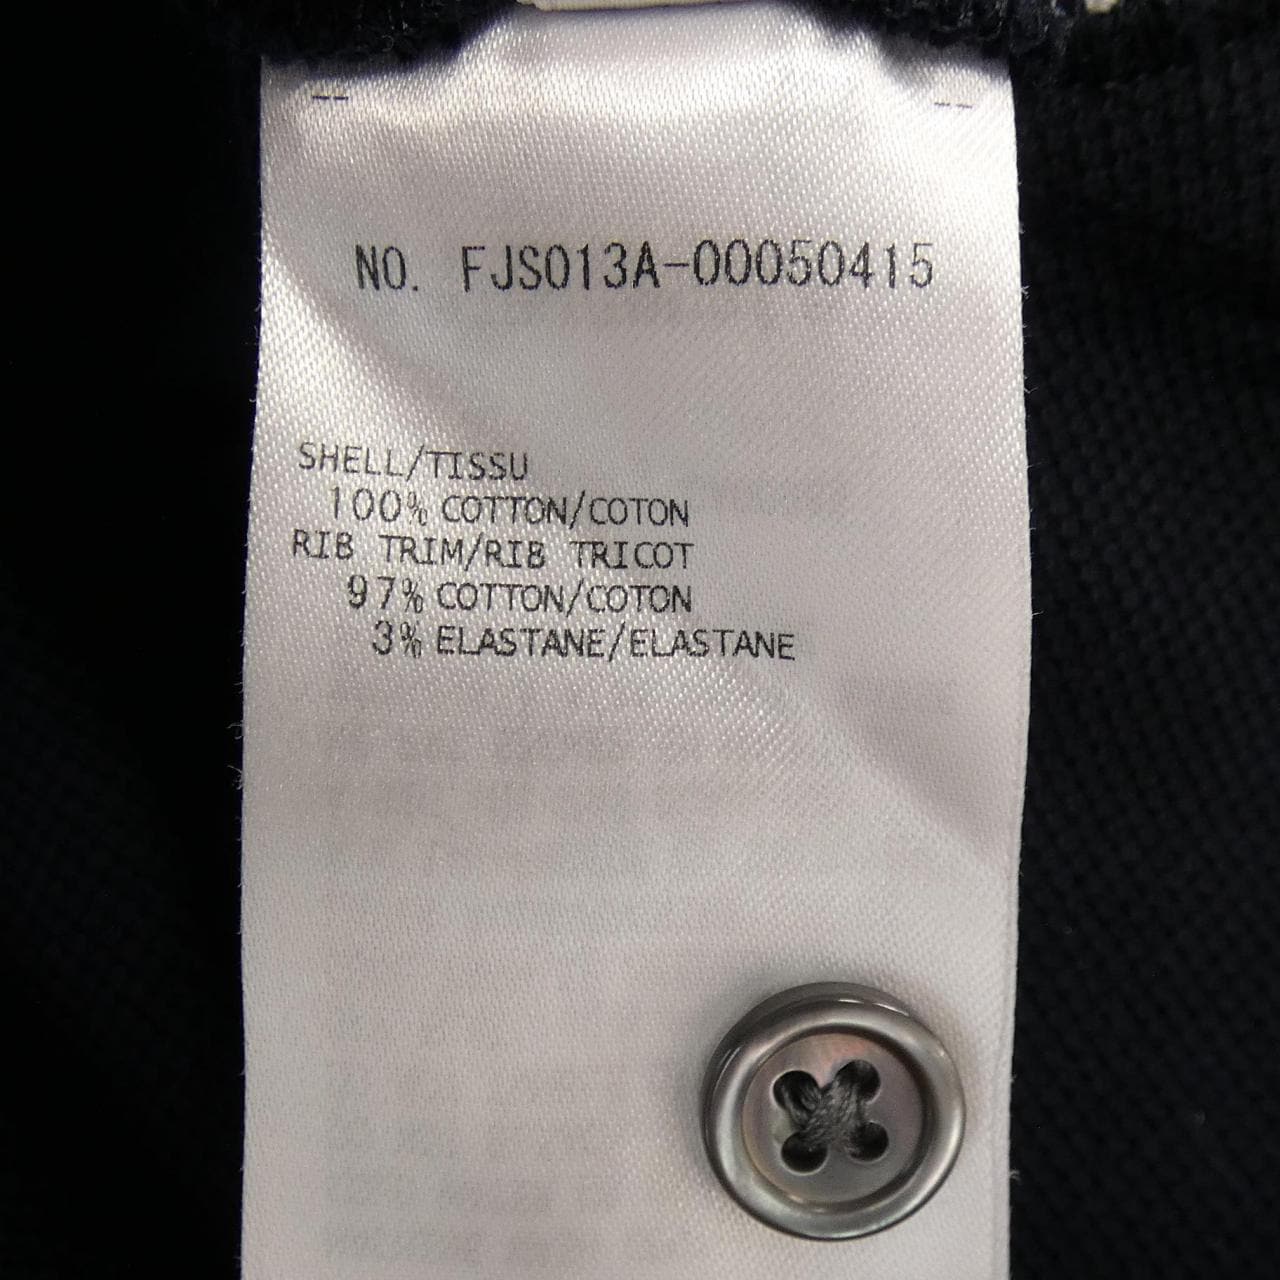 NO. FJS013A-00050415
SHELL/TISSU
100% COTTON/COTON
RIB TRIM/RIB TRICOT
97% COTTON/COTON
3% ELASTANE/ELASTANE